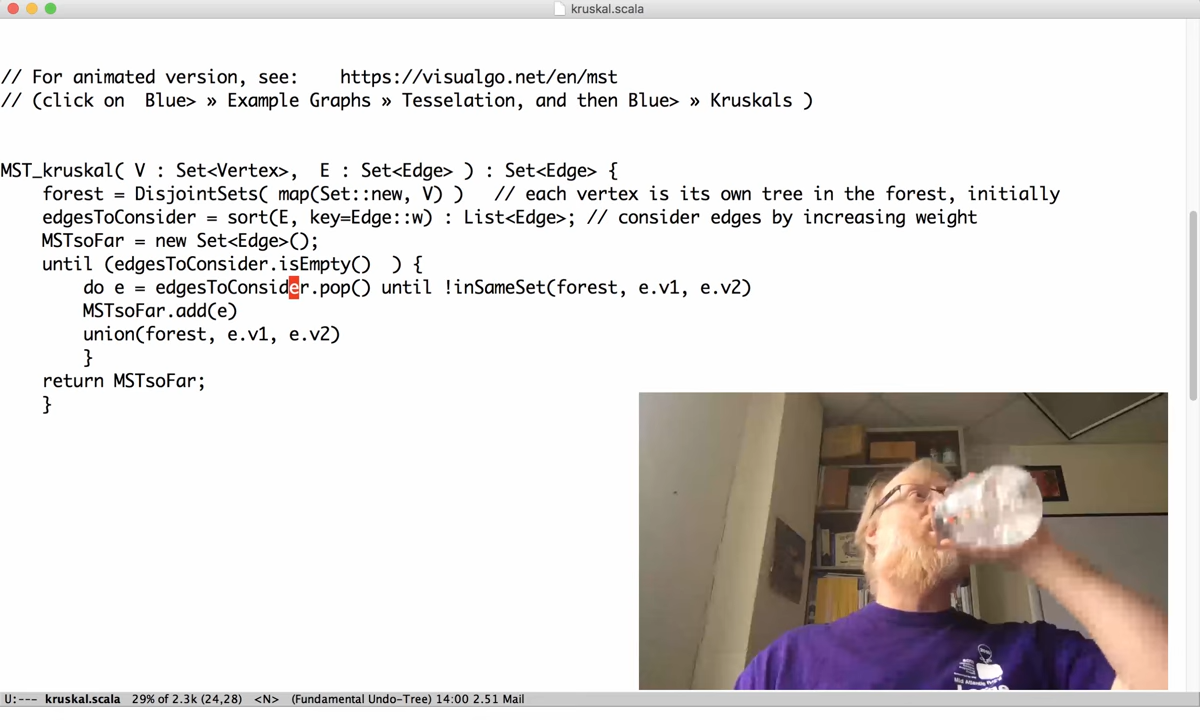 kruskal.scala
// For animated version, see:    https://visualgo.net/en/mst
// (click on  Blue> » Example Graphs » Tesselation, and then Blue> » Kruskals )
MST_kruskal( V : Set<Vertex>,  E : Set<Edge> ) : Set<Edge> {
    forest = DisjointSets( map(Set::new, V) )   // each vertex is its own tree in the forest, initially
    edgesToConsider = sort(E, key=Edge::w) : List<Edge>; // consider edges by increasing weight
    MSTsoFar = new Set<Edge>();
    until (edgesToConsider.isEmpty()  ) {
        do e = edgesToConsider.pop() until !inSameSet(forest, e.v1, e.v2)
        MSTsoFar.add(e)
        union(forest, e.v1, e.v2)
        }
    return MSTsoFar;
    }
U:--- kruskal.scala  29% of 2.3k (24,28)  <N>  (Fundamental Undo-Tree) 14:00 2.51 Mail